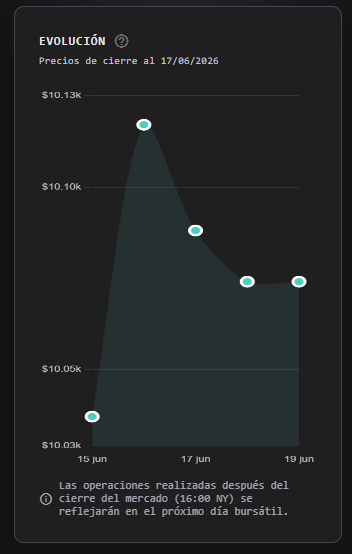 EVOLUCIÓN ?
Precios de cierre al 17/06/2026
$10.13k
$10.10k
$10.05k
$10.03k
15 jun 17 jun 19 jun
Las operaciones realizadas después del
cierre del mercado (16:00 NY) se
reflejarán en el próximo día bursátil.